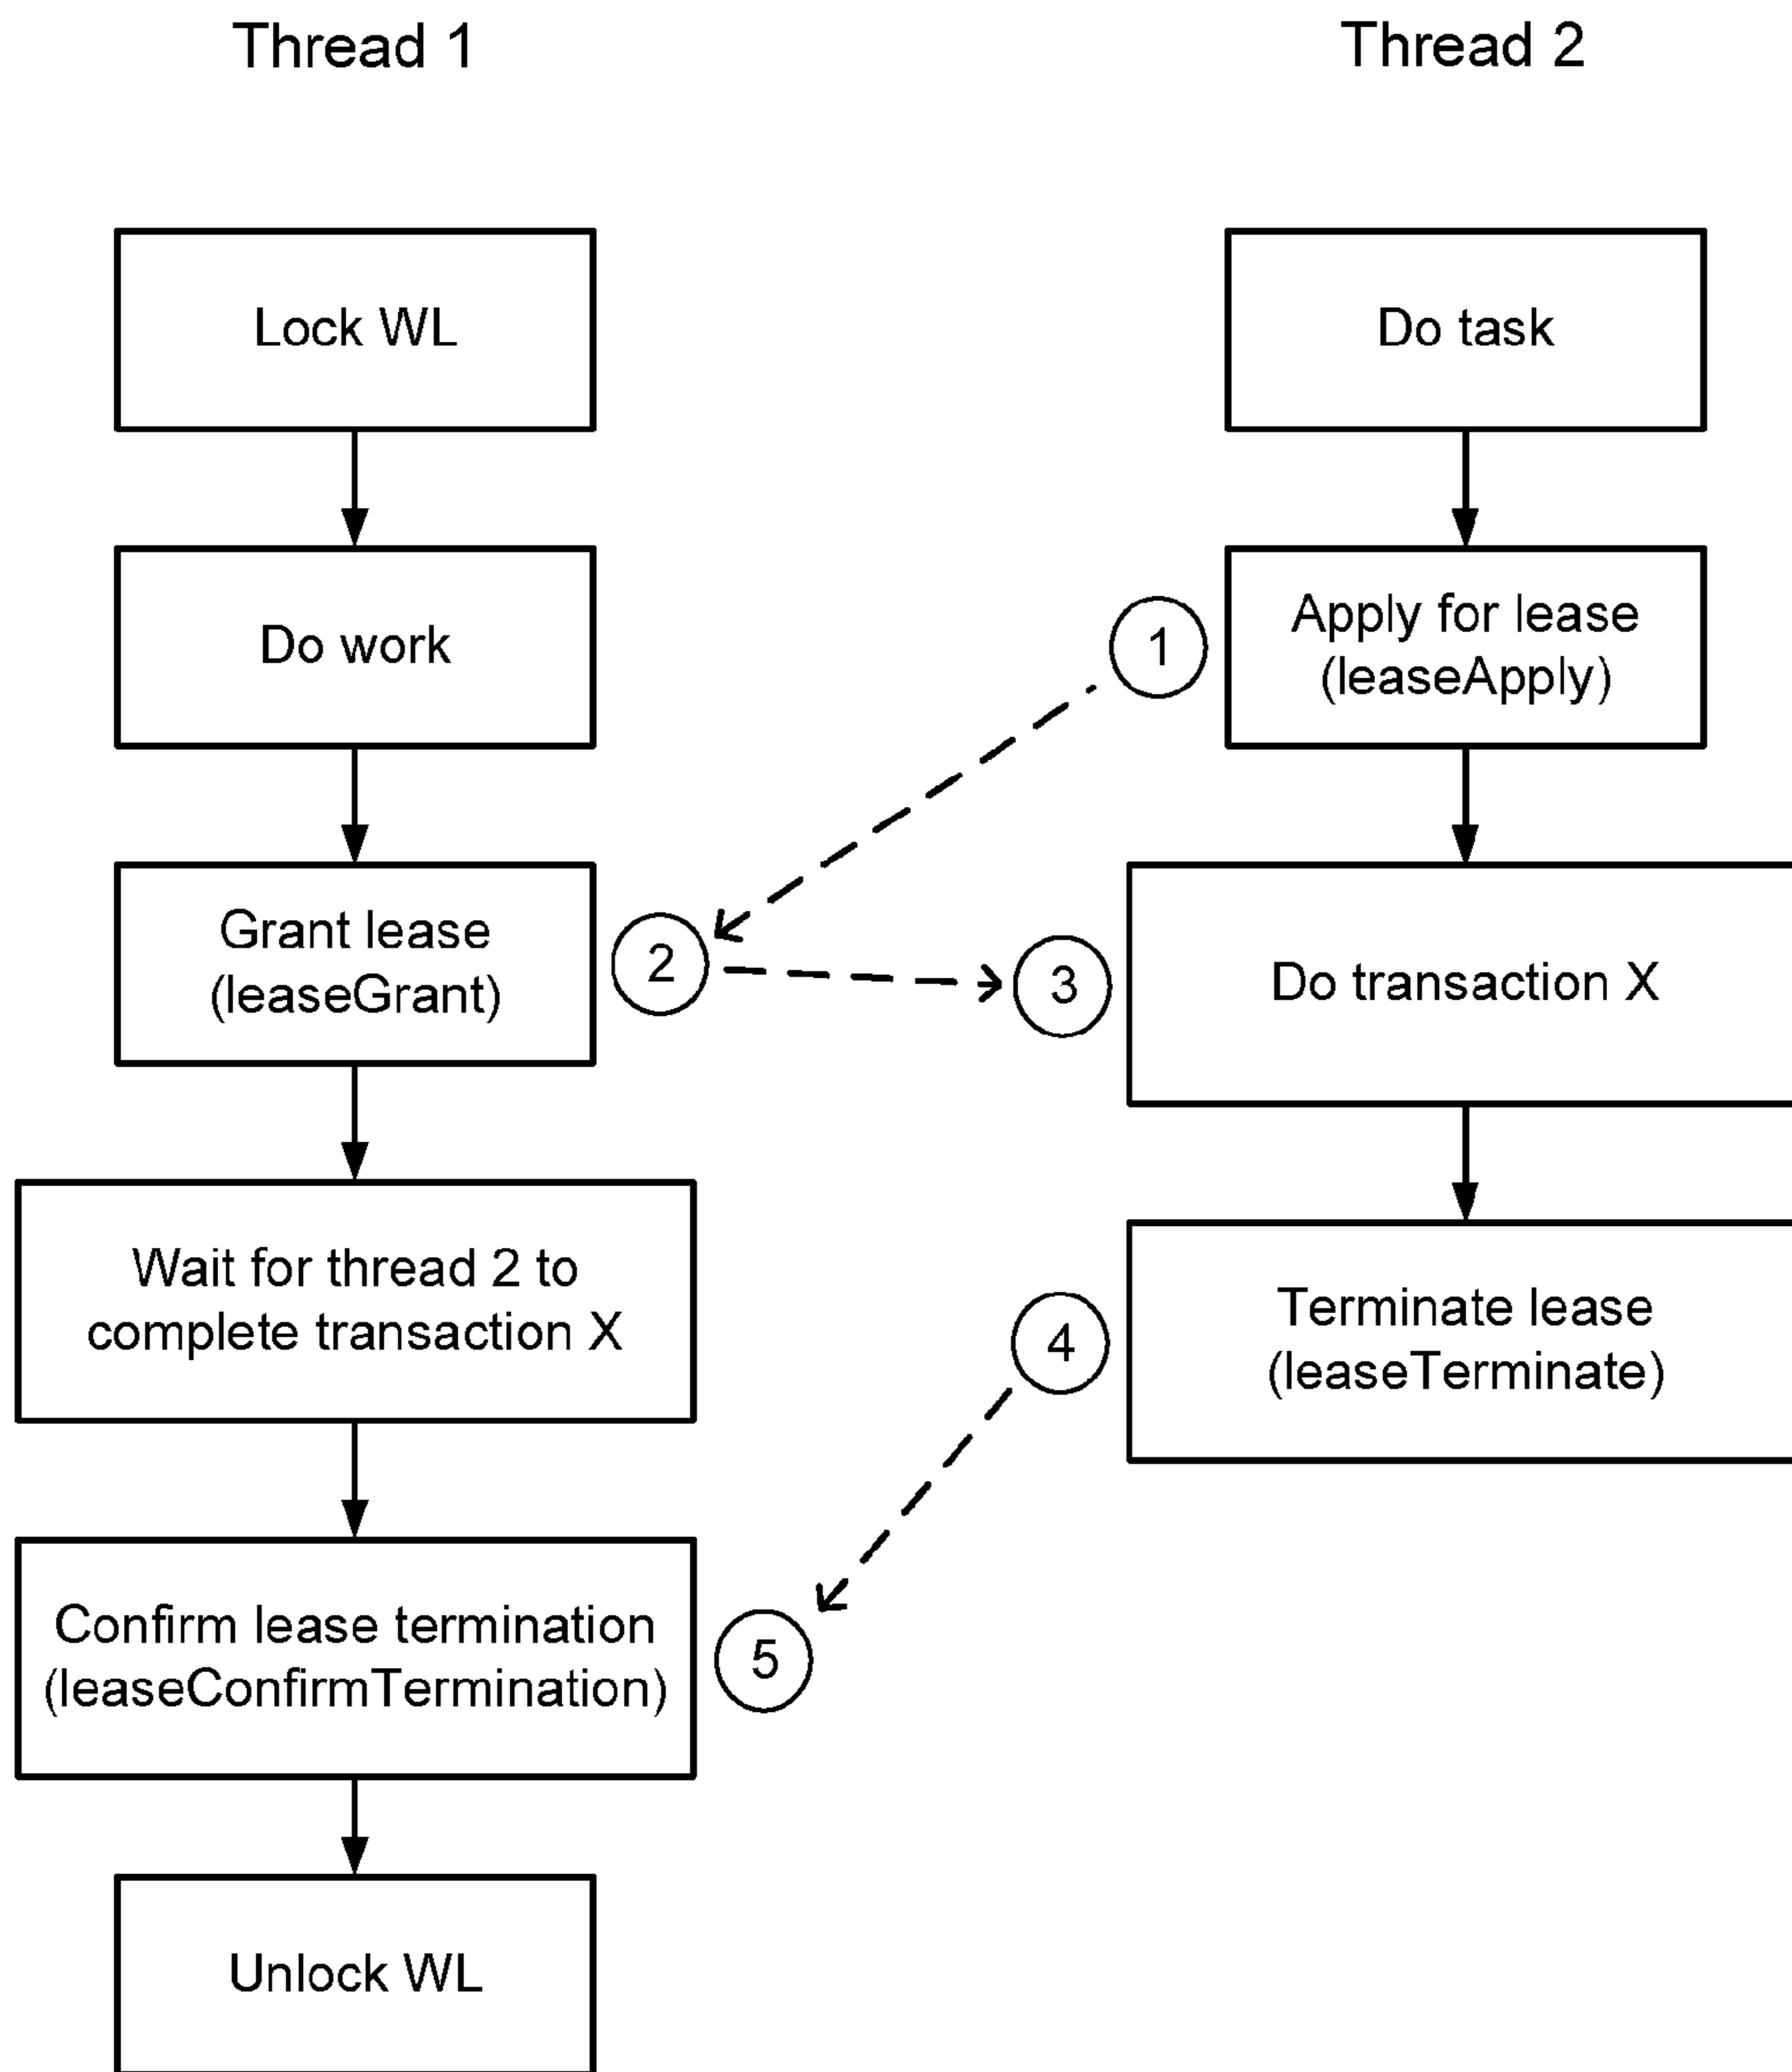 Thread 1
Thread 2
Lock WL
Do task
Do work
Apply for lease
(leaseApply)
1
Grant lease
(leaseGrant)
2
3
Do transaction X
Wait for thread 2 to
complete transaction X
4
Terminate lease
(leaseTerminate)
Confirm lease termination
(leaseConfirmTermination)
5
Unlock WL